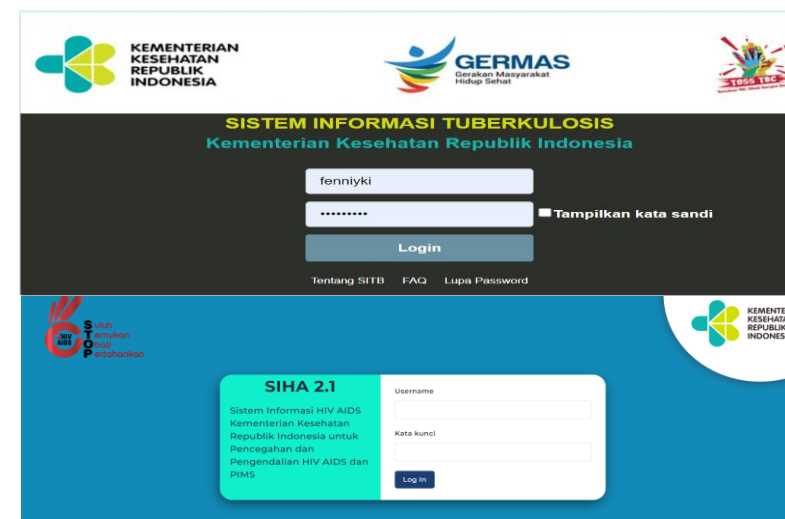 KEMENTERIAN
KESEHATAN
REPUBLIK
INDONESIA
GERMAS
Gerakan Masyarakat
Hidup Sehat
TOSS TBC
SISTEM INFORMASI TUBERKULOSIS
Kementerian Kesehatan Republik Indonesia
fenniyki
•••••••••
Tampilkan kata sandi
Login
Tentang SITB FAQ Lupa Password
HIV
AIDS
Suluh
Temukan
Obati
Pertahankan
KEMENTE
KESEHATA
REPUBLIK
INDONES
SIHA 2.1
Sistem Informasi HIV AIDS
Kementerian Kesehatan
Republik Indonesia untuk
Pencegahan dan
Pengendalian HIV AIDS dan
PIMS
Username
Kata kunci
Log In